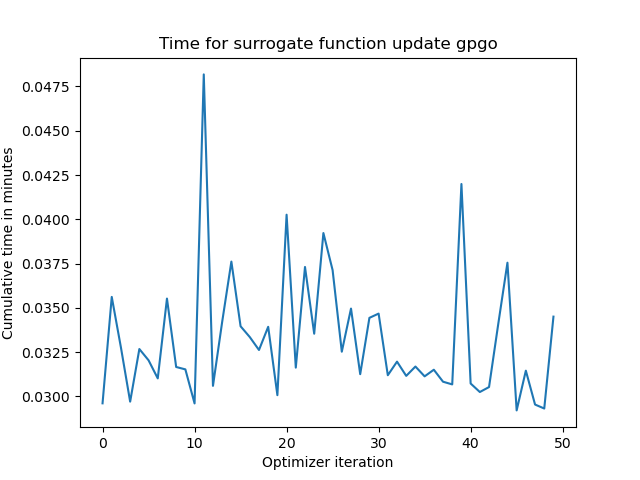 Time for surrogate function update gpgo
Cumulative time in minutes
0.0475
0.0450
0.0425
0.0400
0.0375
0.0350
0.0325
0.0300
0 10 20 30 40 50
Optimizer iteration